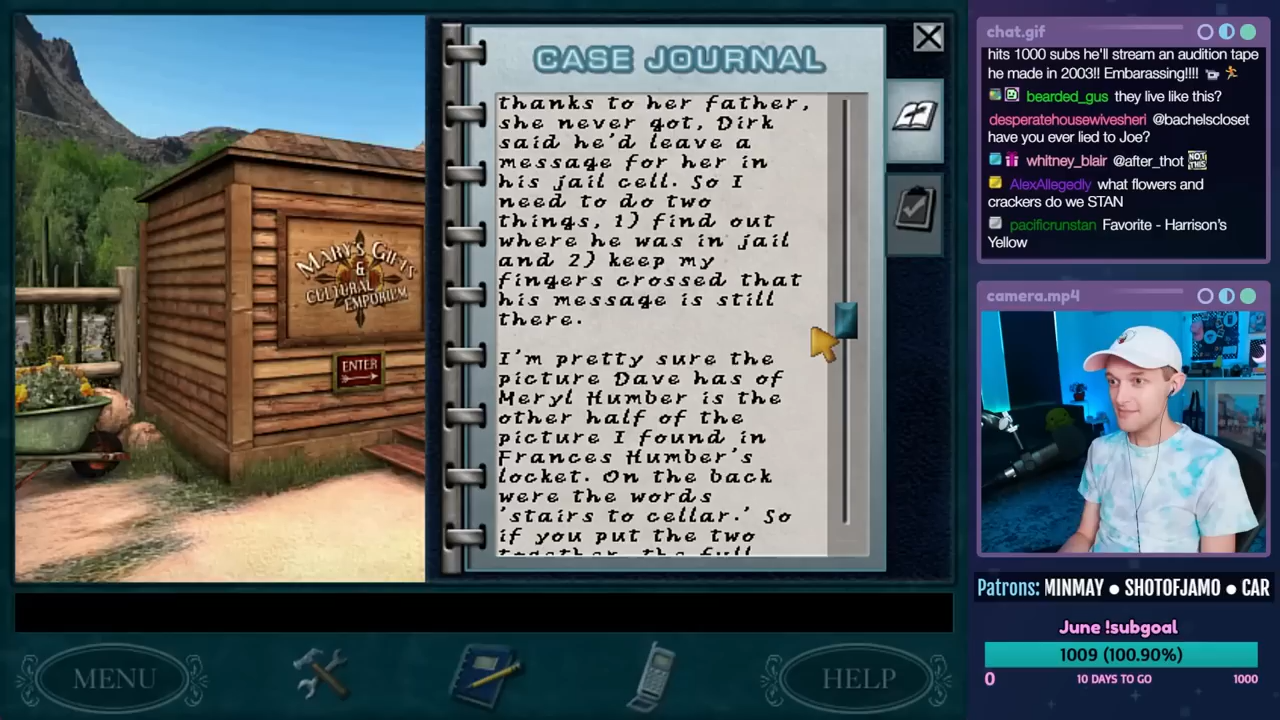 CASE JOURNAL
thanks to her father,
she never got, Dirk
said he'd leave a
message for her in
his jail cell. So I
need to do two
things, 1) find out
where he was in jail
and 2) keep my
fingers crossed that
his message is still
there.
I'm pretty sure the
picture Dave has of
Meryl Humber is the
other half of the
picture I found in
Frances Humber's
locket. On the back
were the words
'stairs to cellar.' So
if you put the two
together, the full
MARY'S GIFTS
&
CULTURAL
EMPORIUM
ENTER
MENU
HELP
chat.gif
hits 1000 subs he'll stream an audition tape
he made in 2003!! Embarassing!!!!
bearded_gus they live like this?
desperatehousewivesheri @bachelscloset
have you ever lied to Joe?
whitney_blair @after_thot NOT THIS
AlexAllegedly what flowers and
crackers do we STAN
pacificrunstan Favorite - Harrison's
Yellow
camera.mp4
Patrons: MINMAY ● SHOTOFJAMO ● CAR
June !subgoal
1009 (100.90%)
0 10 DAYS TO GO 1000